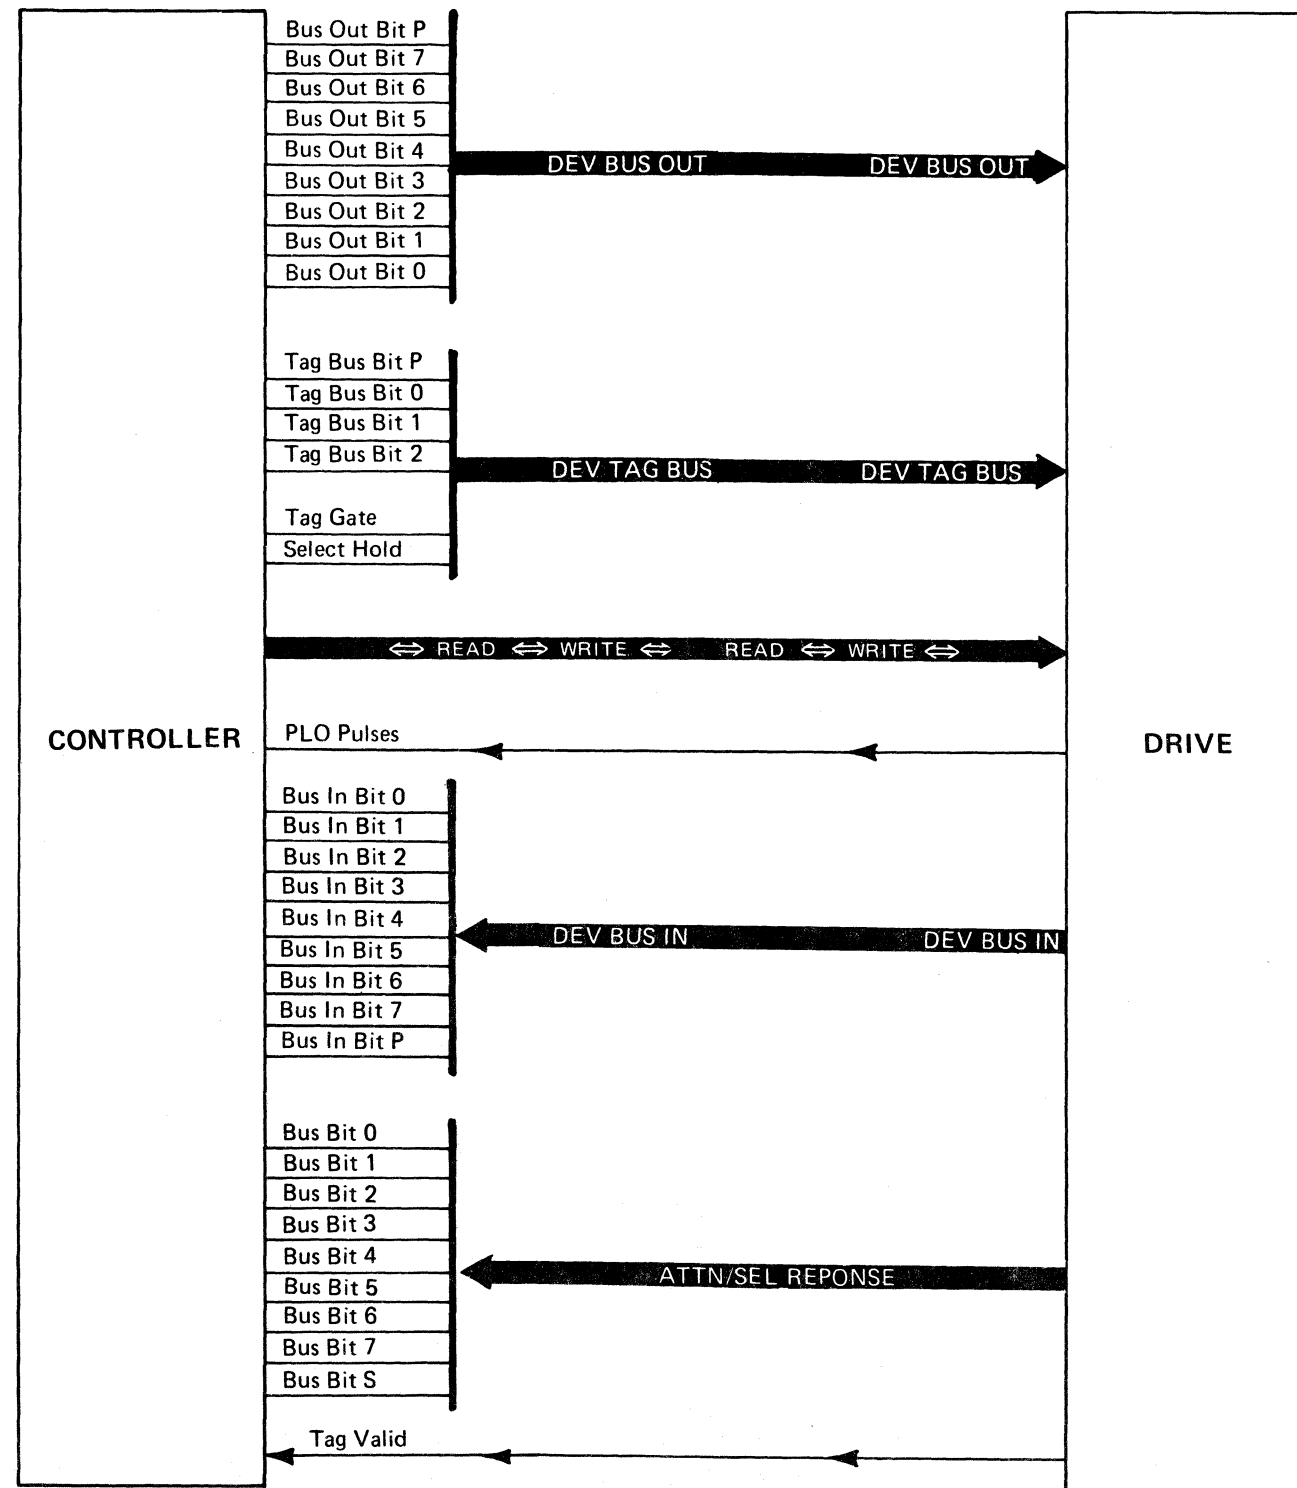 Bus Out Bit P
Bus Out Bit 7
Bus Out Bit 6
Bus Out Bit 5
Bus Out Bit 4
Bus Out Bit 3
Bus Out Bit 2
Bus Out Bit 1
Bus Out Bit 0
DEV BUS OUT DEV BUS OUT
Tag Bus Bit P
Tag Bus Bit 0
Tag Bus Bit 1
Tag Bus Bit 2
DEV TAG BUS DEV TAG BUS
Tag Gate
Select Hold
⇔ READ ⇔ WRITE ⇔ READ ⇔ WRITE ⇔
CONTROLLER
PLO Pulses
DRIVE
Bus In Bit 0
Bus In Bit 1
Bus In Bit 2
Bus In Bit 3
Bus In Bit 4
Bus In Bit 5
Bus In Bit 6
Bus In Bit 7
Bus In Bit P
DEV BUS IN DEV BUS IN
Bus Bit 0
Bus Bit 1
Bus Bit 2
Bus Bit 3
Bus Bit 4
Bus Bit 5
Bus Bit 6
Bus Bit 7
Bus Bit S
ATTN/SEL REPONSE
Tag Valid